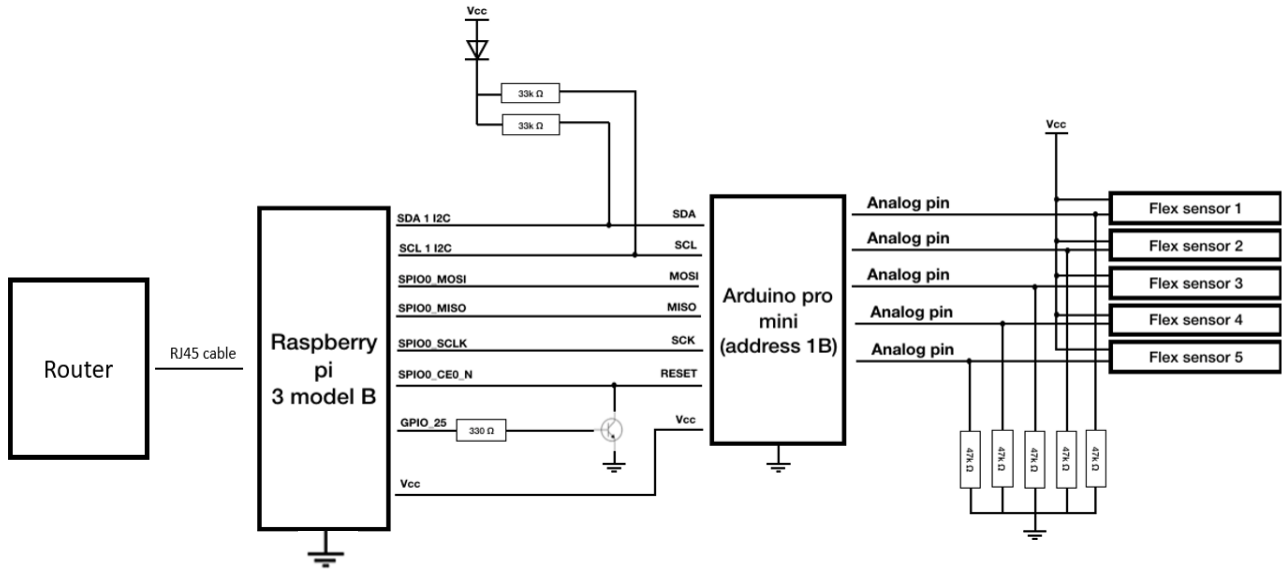 Vcc
33k Ω
33k Ω
Vcc
Router
RJ45 cable
Raspberry
pi
3 model B
SDA 1 I2C
SCL 1 I2C
SPIO0_MOSI
SPIO0_MISO
SPIO0_SCLK
SPIO0_CE0_N
GPIO_25
330 Ω
Vcc
SDA
SCL
MOSI
MISO
SCK
RESET
Vcc
Arduino pro
mini
(address 1B)
Analog pin
Analog pin
Analog pin
Analog pin
Analog pin
Flex sensor 1
Flex sensor 2
Flex sensor 3
Flex sensor 4
Flex sensor 5
47k Ω
47k Ω
47k Ω
47k Ω
47k Ω